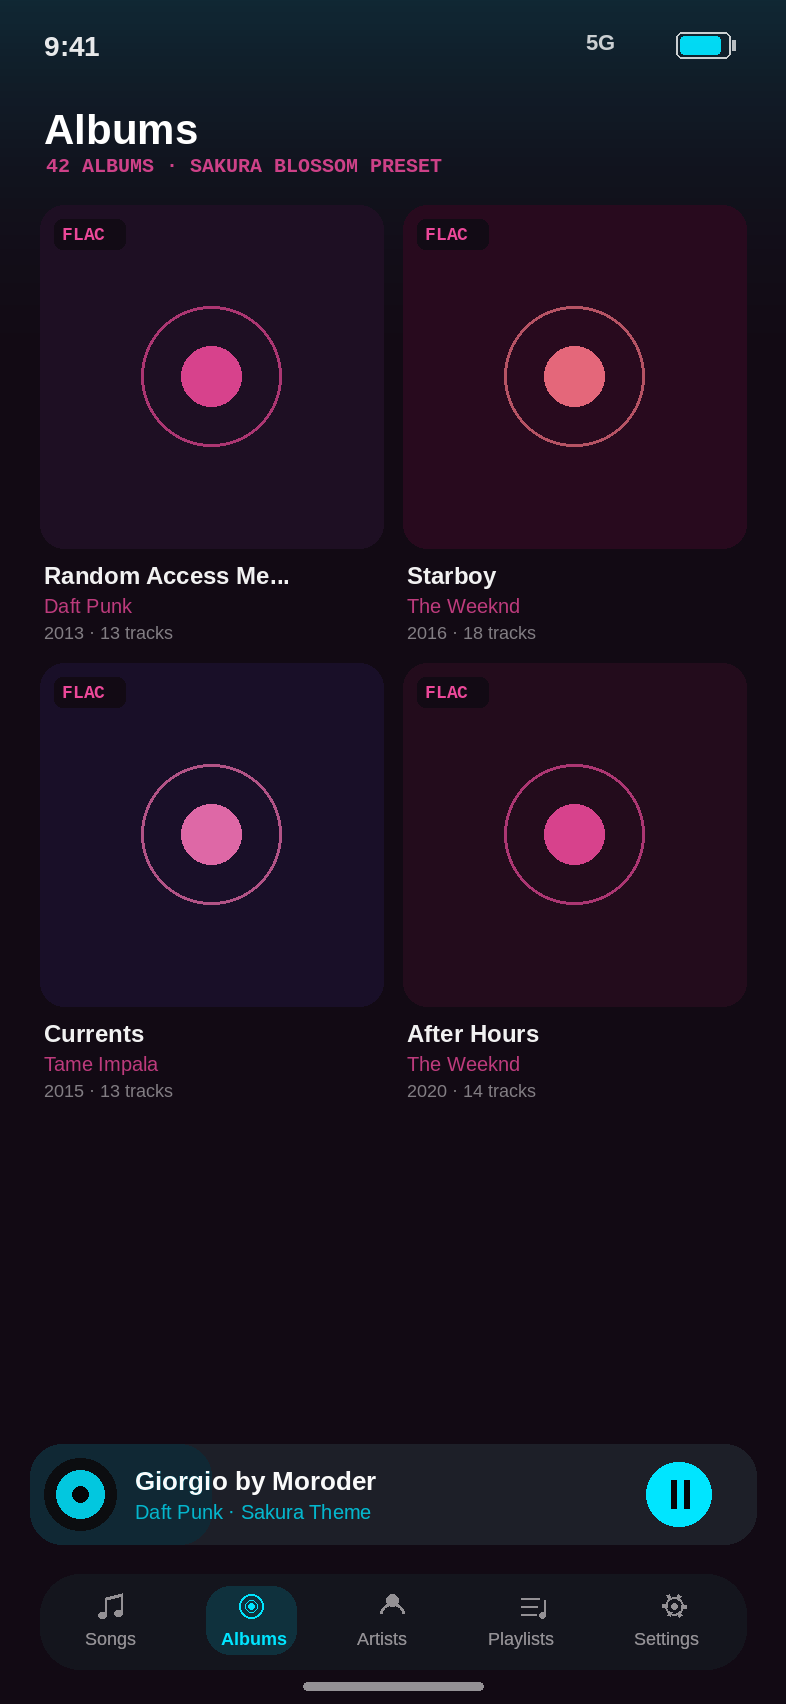 9:41
5G
Albums
42 ALBUMS · SAKURA BLOSSOM PRESET
FLAC
FLAC
Random Access Me...
Starboy
Daft Punk
The Weeknd
2013 · 13 tracks
2016 · 18 tracks
FLAC
FLAC
Currents
After Hours
Tame Impala
The Weeknd
2015 · 13 tracks
2020 · 14 tracks
Giorgio by Moroder
Daft Punk · Sakura Theme
Songs
Albums
Artists
Playlists
Settings